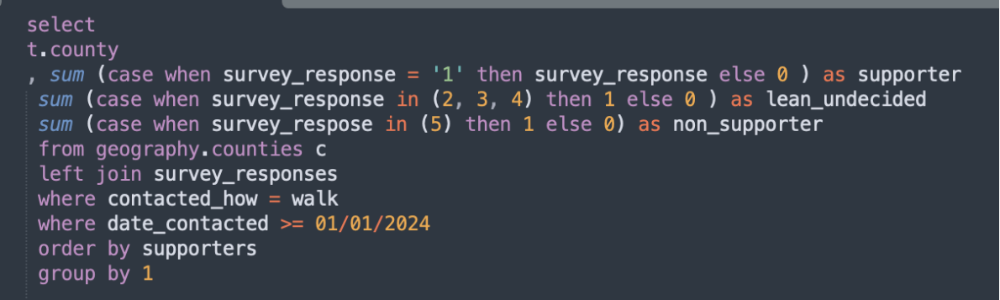 select
t.county
, sum (case when survey_response = '1' then survey_response else 0 ) as supporter
sum (case when survey_response in (2, 3, 4) then 1 else 0 ) as lean_undecided
sum (case when survey_respose in (5) then 1 else 0) as non_supporter
from geography.counties c
left join survey_responses
where contacted_how = walk
where date_contacted >= 01/01/2024
order by supporters
group by 1